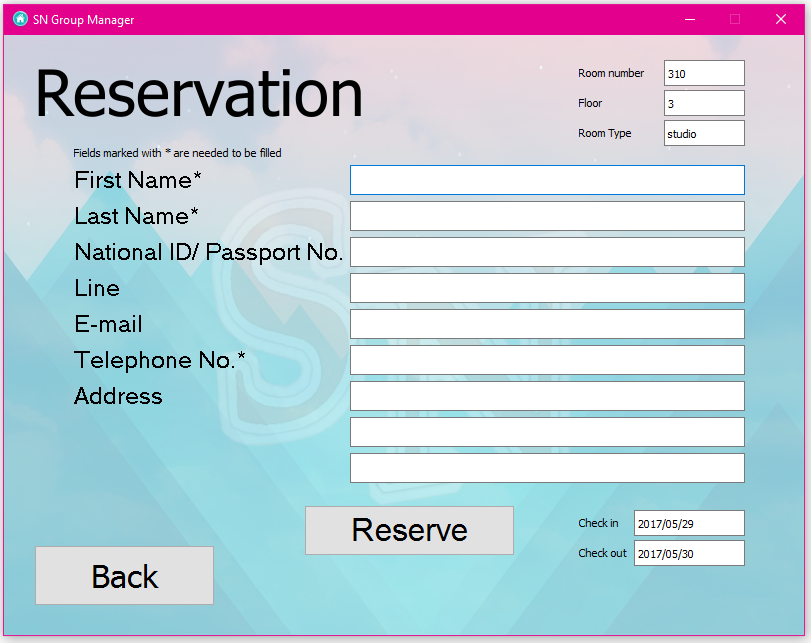 SN Group Manager
Reservation
Room number 310
Floor 3
Room Type studio
Fields marked with * are needed to be filled
First Name*
Last Name*
National ID/ Passport No.
Line
E-mail
Telephone No.*
Address
Reserve
Check in 2017/05/29
Check out 2017/05/30
Back
SN